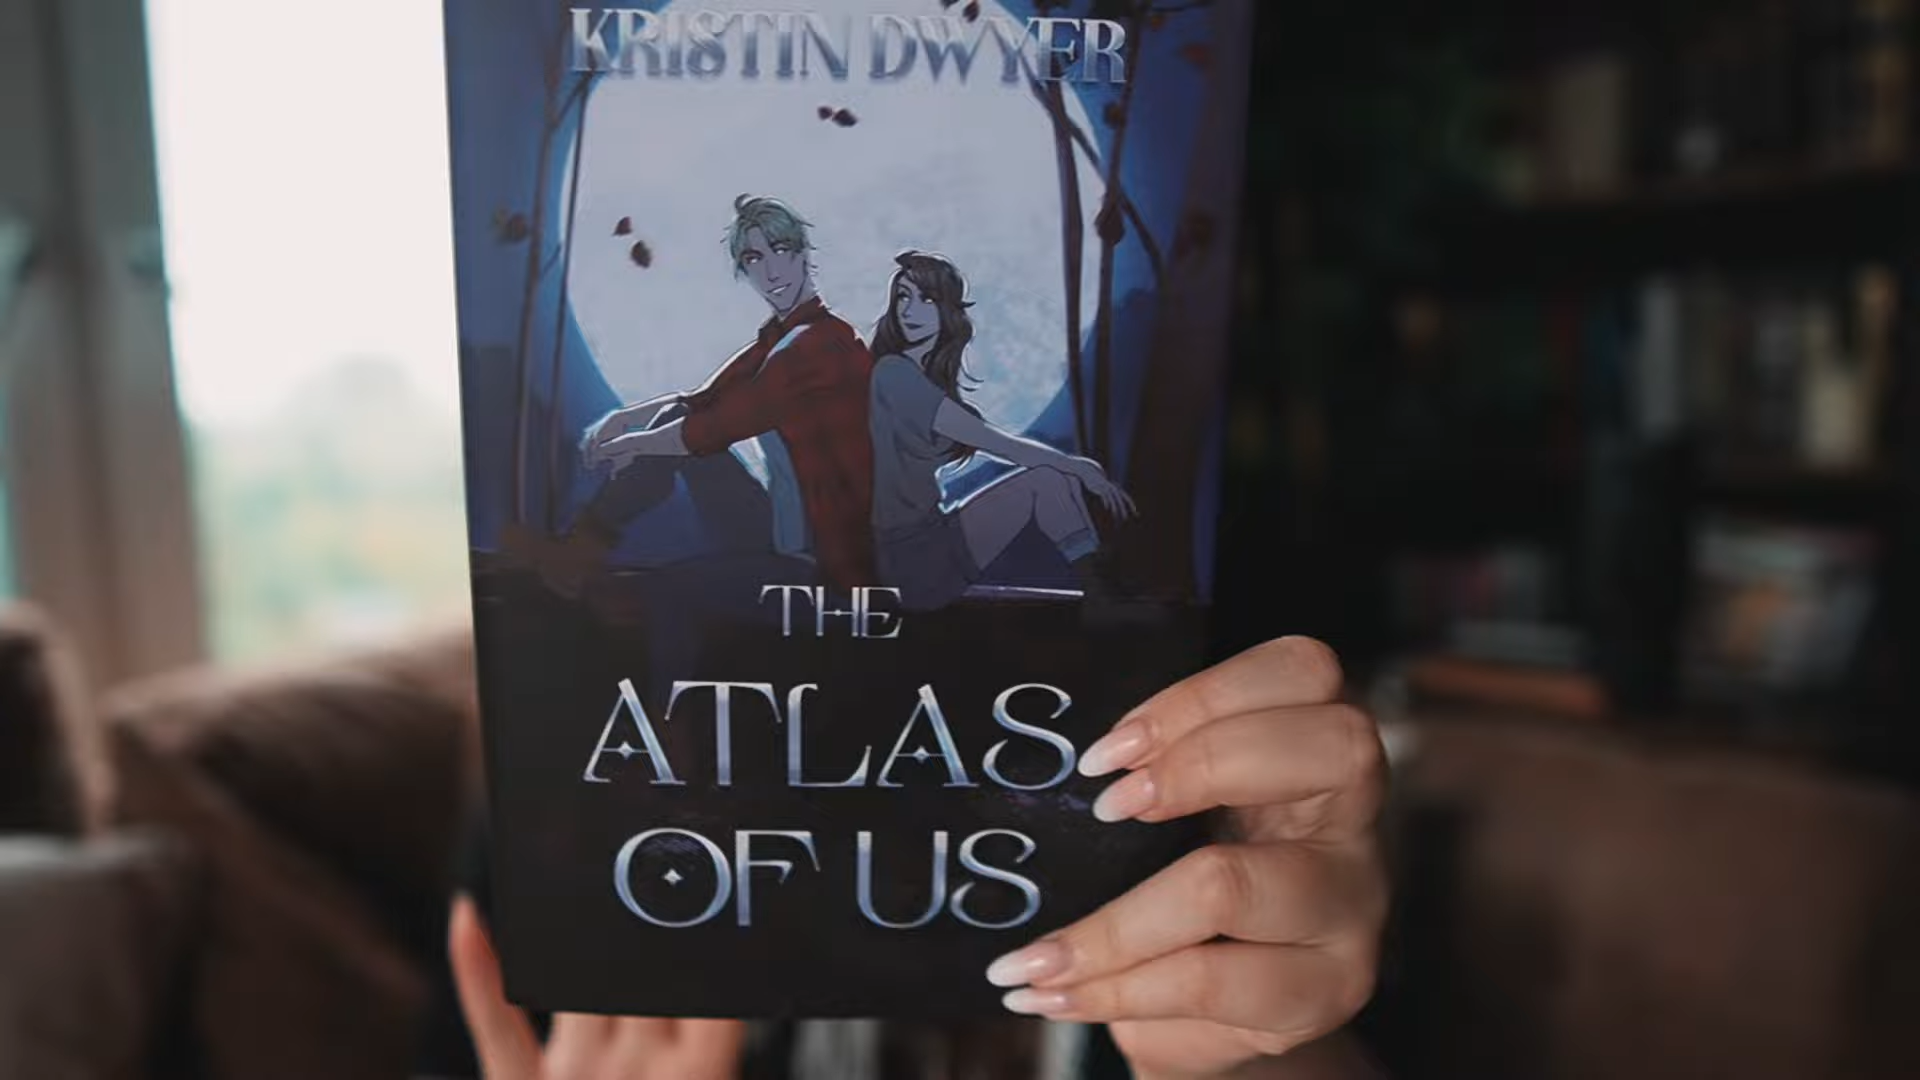 KRISTIN DWYER
THE
ATLAS
OF US